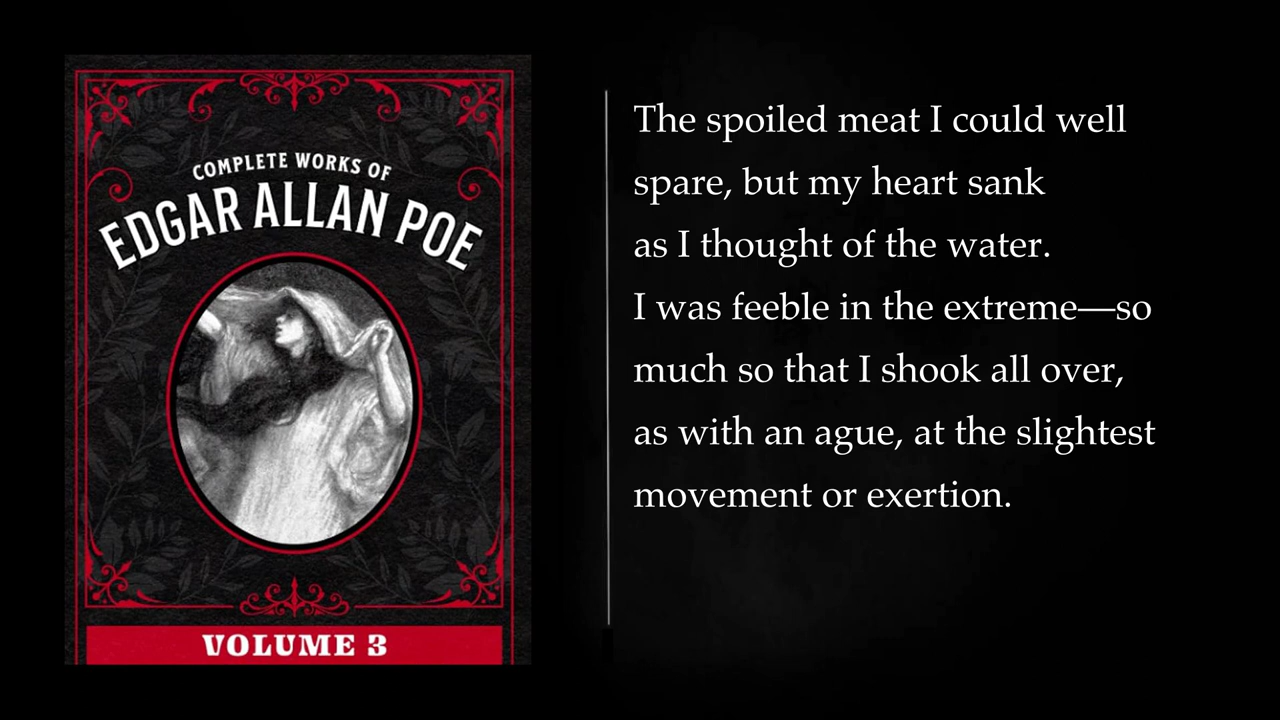 COMPLETE WORKS OF
EDGAR ALLAN POE
VOLUME 3
The spoiled meat I could well
spare, but my heart sank
as I thought of the water.
I was feeble in the extreme—so
much so that I shook all over,
as with an ague, at the slightest
movement or exertion.